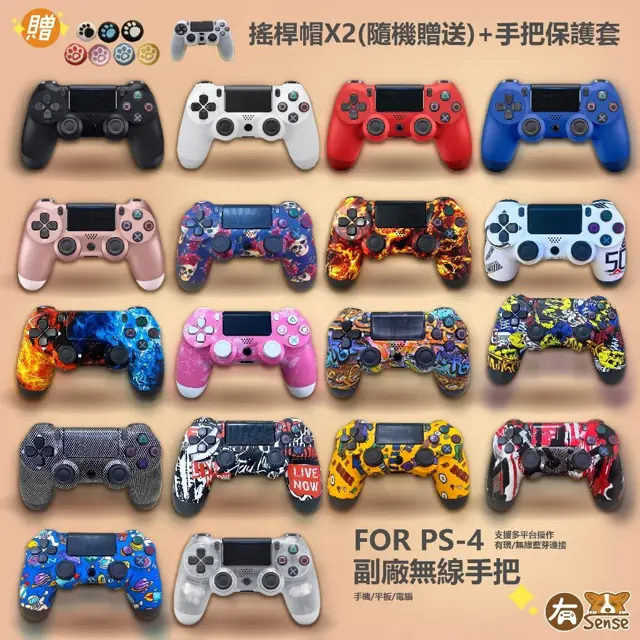 贈
搖桿帽X2(隨機贈送)+手把保護套
50
LIVE
NOW
FOR PS-4
支援多平台操作
有現/無線藍芽連接
副廠無線手把
手機/平板/電腦
有 Sense